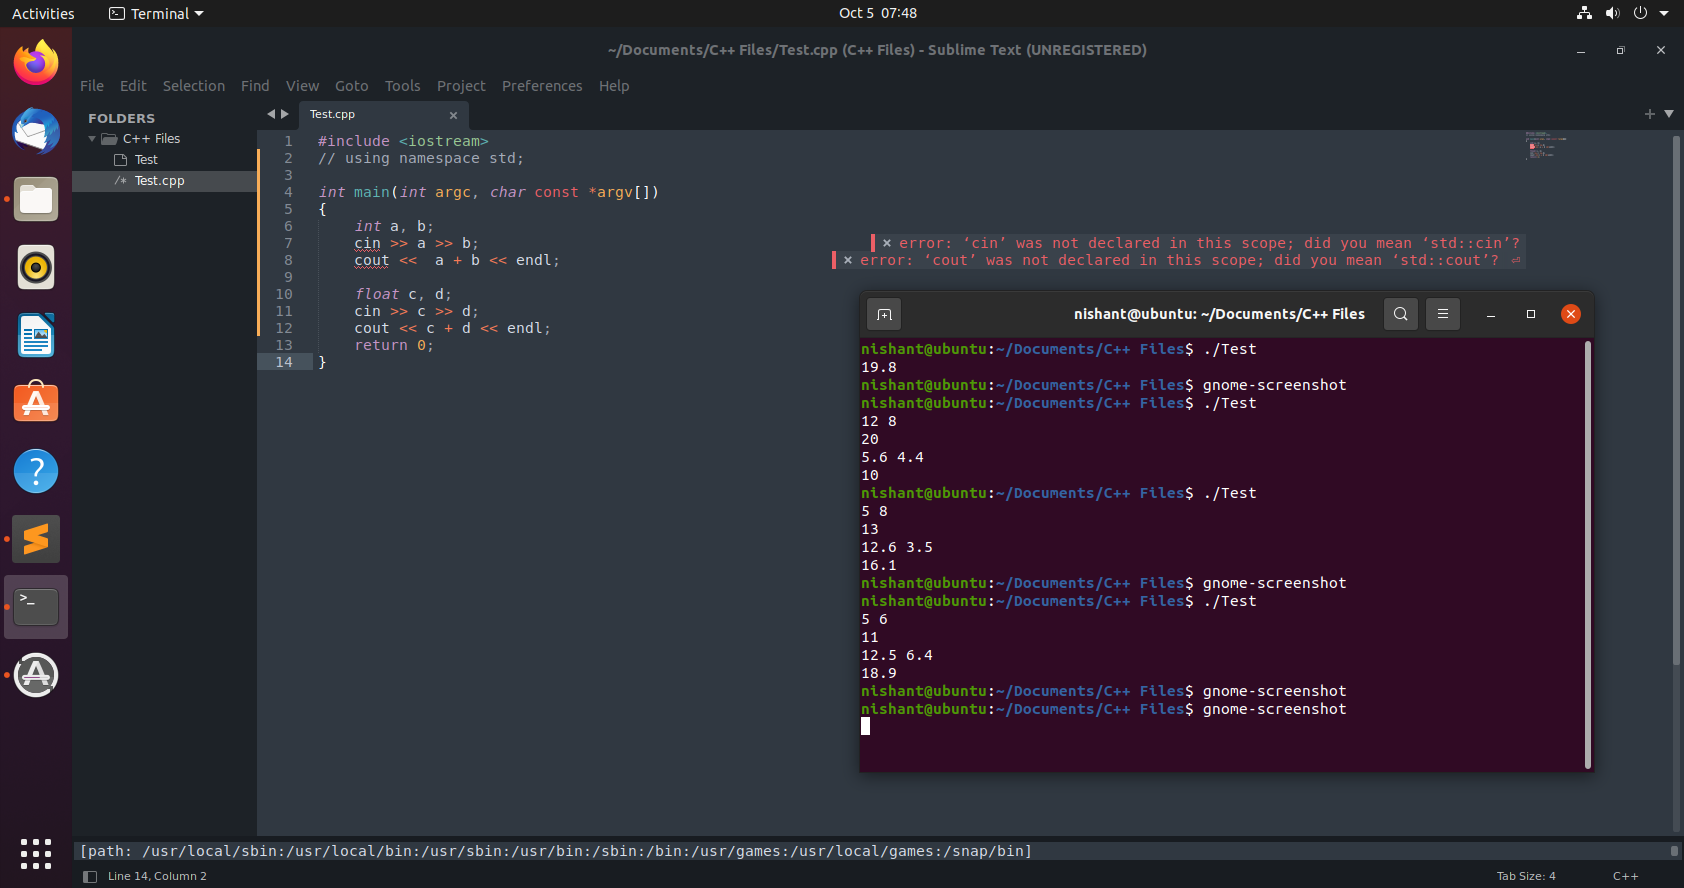 Activities
Terminal
Oct 5 07:48
~/Documents/C++ Files/Test.cpp (C++ Files) - Sublime Text (UNREGISTERED)
File Edit Selection Find View Goto Tools Project Preferences Help
FOLDERS
C++ Files
Test
/* Test.cpp
Test.cpp
1 #include <iostream>
2 // using namespace std;
3
4 int main(int argc, char const *argv[])
5 {
6     int a, b;
7     cin >> a >> b;
error: ‘cin’ was not declared in this scope; did you mean ‘std::cin’?
8     cout <<  a + b << endl;
error: ‘cout’ was not declared in this scope; did you mean ‘std::cout’?
9
10     float c, d;
11     cin >> c >> d;
12     cout << c + d << endl;
13     return 0;
14 }
nishant@ubuntu: ~/Documents/C++ Files
nishant@ubuntu:~/Documents/C++ Files$ ./Test
19.8
nishant@ubuntu:~/Documents/C++ Files$ gnome-screenshot
nishant@ubuntu:~/Documents/C++ Files$ ./Test
12 8
20
5.6 4.4
10
nishant@ubuntu:~/Documents/C++ Files$ ./Test
5 8
13
12.6 3.5
16.1
nishant@ubuntu:~/Documents/C++ Files$ gnome-screenshot
nishant@ubuntu:~/Documents/C++ Files$ ./Test
5 6
11
12.5 6.4
18.9
nishant@ubuntu:~/Documents/C++ Files$ gnome-screenshot
nishant@ubuntu:~/Documents/C++ Files$ gnome-screenshot
[path: /usr/local/sbin:/usr/local/bin:/usr/sbin:/usr/bin:/sbin:/bin:/usr/games:/usr/local/games:/snap/bin]
Line 14, Column 2
Tab Size: 4
C++